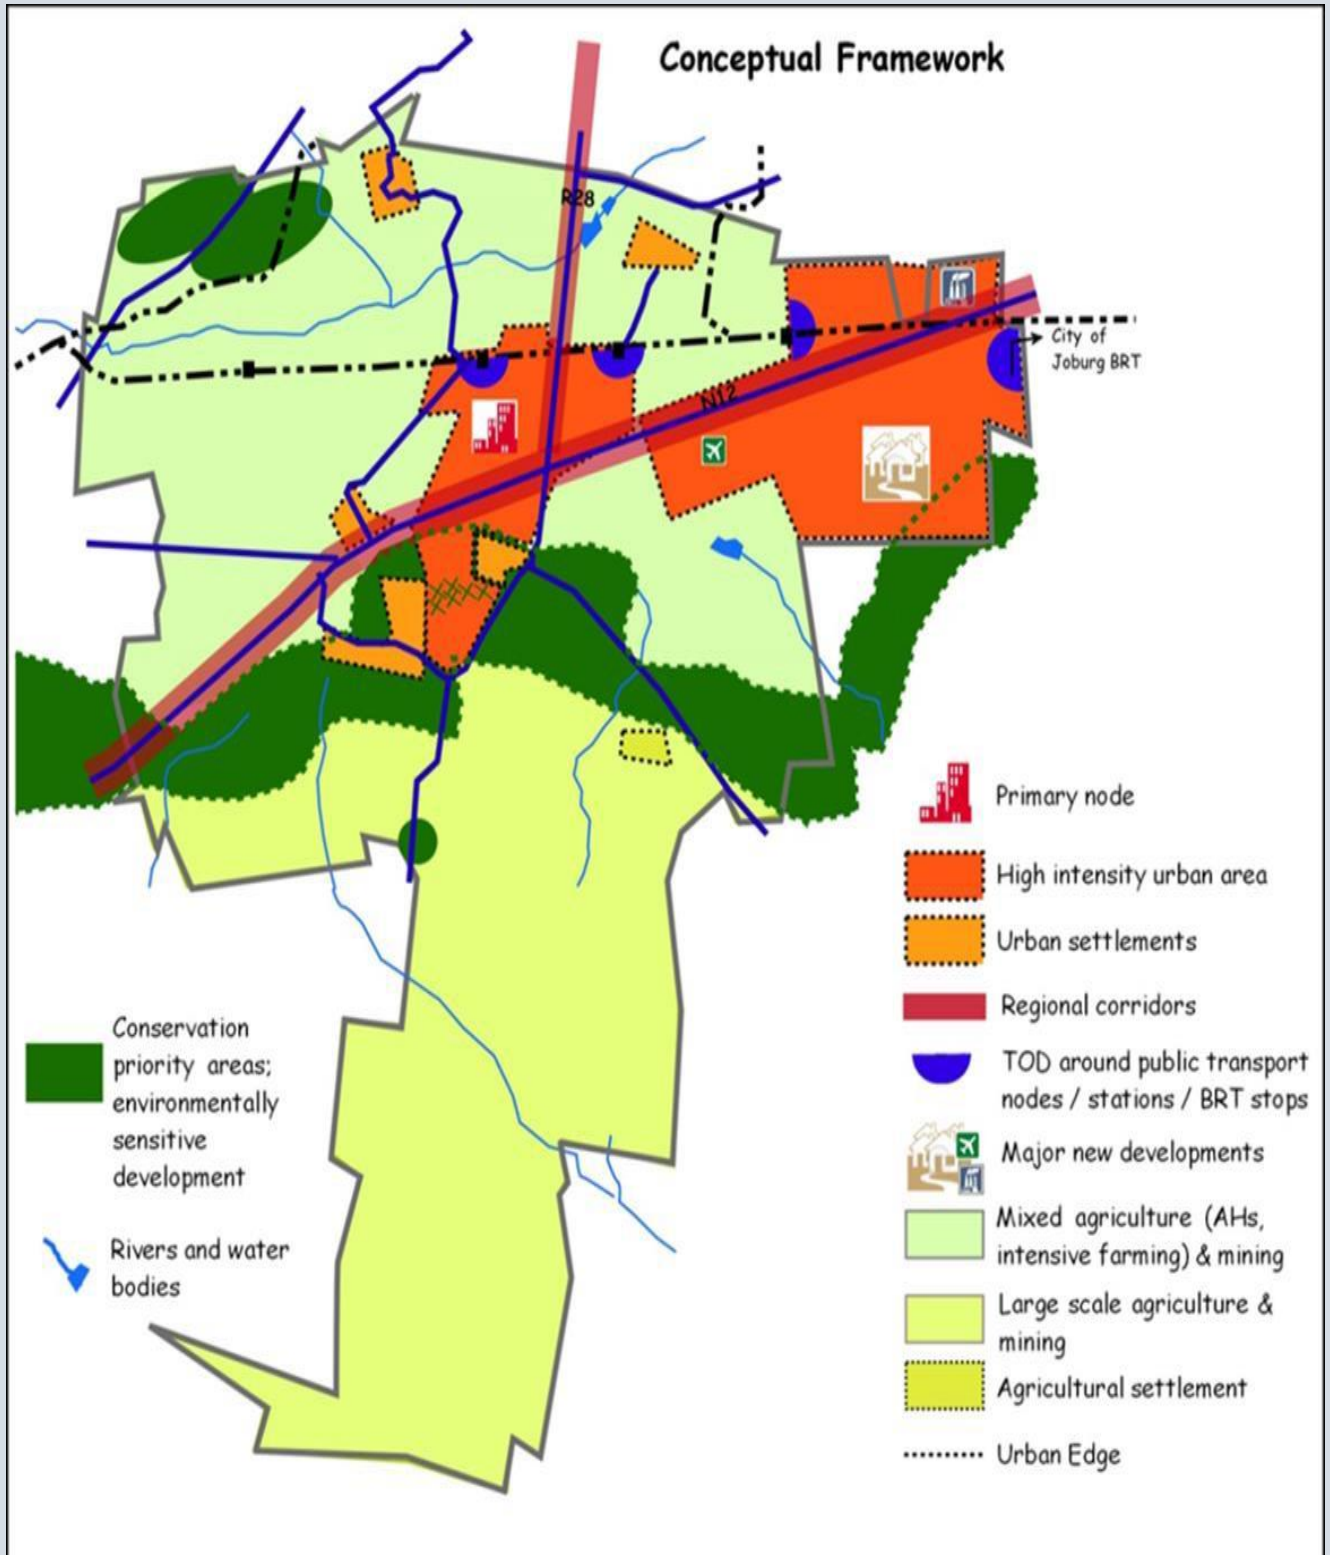 Conceptual Framework
R28
N12
City of
Joburg BRT
Primary node
High intensity urban area
Urban settlements
Regional corridors
TOD around public transport
nodes / stations / BRT stops
Major new developments
Mixed agriculture (AHs,
intensive farming) & mining
Large scale agriculture &
mining
Agricultural settlement
Urban Edge
Conservation
priority areas;
environmentally
sensitive
development
Rivers and water
bodies